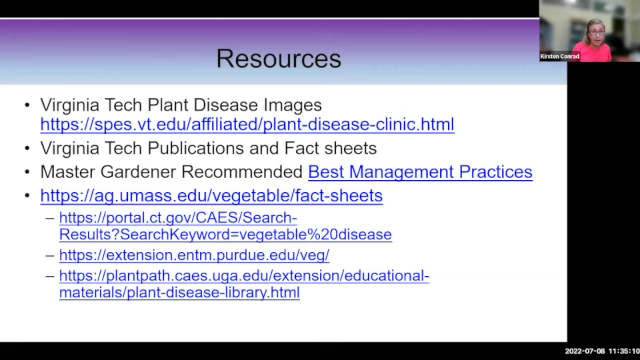 Resources
Kirsten Conrad
• Virginia Tech Plant Disease Images
https://spes.vt.edu/affiliated/plant-disease-clinic.html
• Virginia Tech Publications and Fact sheets
• Master Gardener Recommended Best Management Practices
• https://ag.umass.edu/vegetable/fact-sheets
– https://portal.ct.gov/CAES/Search-
Results?SearchKeyword=vegetable%20disease
– https://extension.entm.purdue.edu/veg/
– https://plantpath.caes.uga.edu/extension/educational-
materials/plant-disease-library.html
2022-07-08 11:35:10